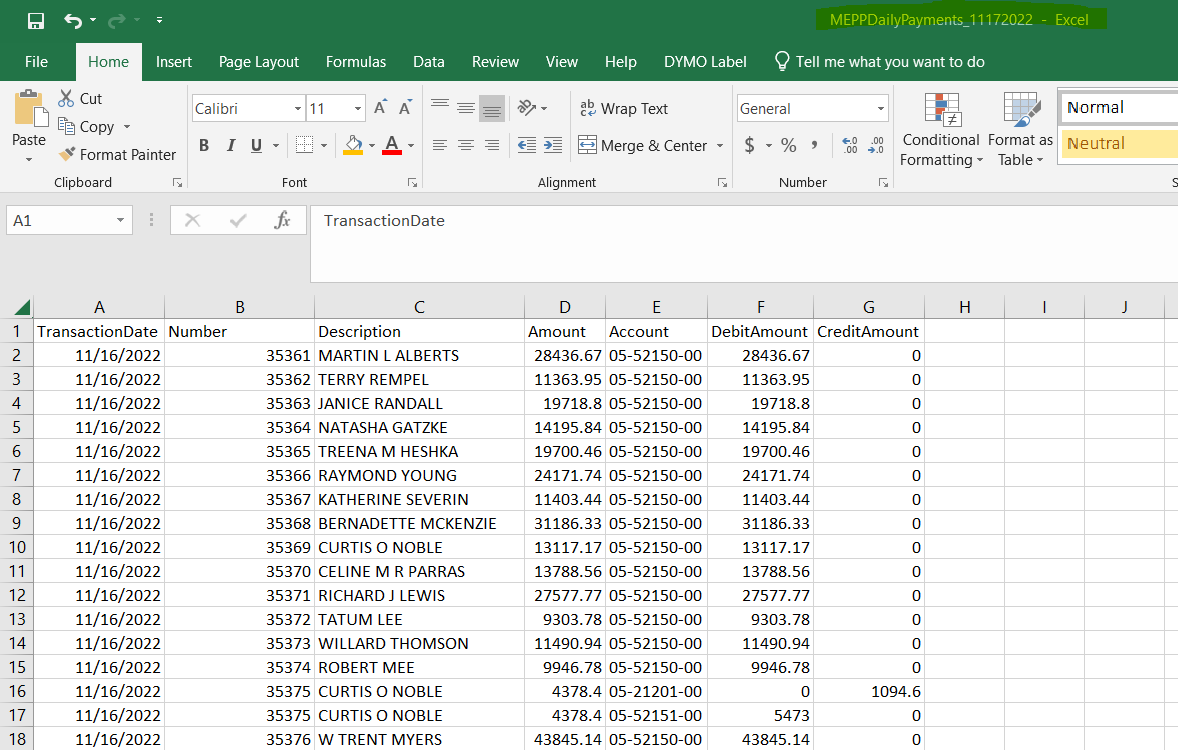 MEPPDailyPayments_11172022 - Excel
File Home Insert Page Layout Formulas Data Review View Help DYMO Label Tell me what you want to do
Paste
Cut
Copy
Format Painter
Clipboard
Calibri 11
B I U
Font
Wrap Text
Merge & Center
Alignment
General
$ % ,
Number
Conditional Formatting
Format as Table
Normal
Neutral
A1 fx TransactionDate
A B C D E F G H I J
1 TransactionDate Number Description Amount Account DebitAmount CreditAmount
2 11/16/2022 35361 MARTIN L ALBERTS 28436.67 05-52150-00 28436.67 0
3 11/16/2022 35362 TERRY REMPEL 11363.95 05-52150-00 11363.95 0
4 11/16/2022 35363 JANICE RANDALL 19718.8 05-52150-00 19718.8 0
5 11/16/2022 35364 NATASHA GATZKE 14195.84 05-52150-00 14195.84 0
6 11/16/2022 35365 TREENA M HESHKA 19700.46 05-52150-00 19700.46 0
7 11/16/2022 35366 RAYMOND YOUNG 24171.74 05-52150-00 24171.74 0
8 11/16/2022 35367 KATHERINE SEVERIN 11403.44 05-52150-00 11403.44 0
9 11/16/2022 35368 BERNADETTE MCKENZIE 31186.33 05-52150-00 31186.33 0
10 11/16/2022 35369 CURTIS O NOBLE 13117.17 05-52150-00 13117.17 0
11 11/16/2022 35370 CELINE M R PARRAS 13788.56 05-52150-00 13788.56 0
12 11/16/2022 35371 RICHARD J LEWIS 27577.77 05-52150-00 27577.77 0
13 11/16/2022 35372 TATUM LEE 9303.78 05-52150-00 9303.78 0
14 11/16/2022 35373 WILLARD THOMSON 11490.94 05-52150-00 11490.94 0
15 11/16/2022 35374 ROBERT MEE 9946.78 05-52150-00 9946.78 0
16 11/16/2022 35375 CURTIS O NOBLE 4378.4 05-21201-00 0 1094.6
17 11/16/2022 35375 CURTIS O NOBLE 4378.4 05-52151-00 5473 0
18 11/16/2022 35376 W TRENT MYERS 43845.14 05-52150-00 43845.14 0